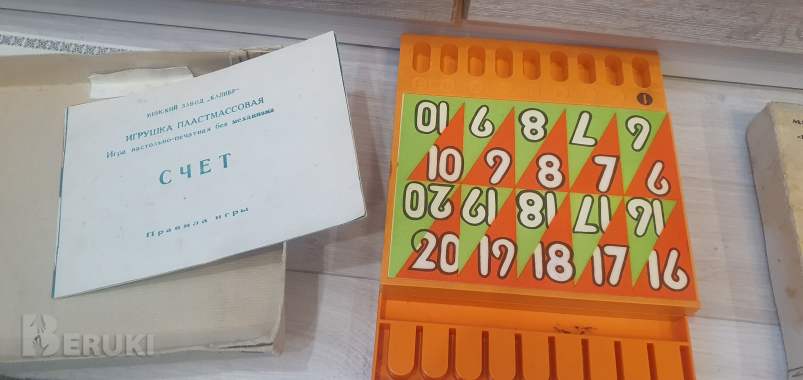 МІНСКИЙ ЗАВОД „КАЛИБР"
ИГРУШКА ПЛАСТМАССОВАЯ
Игра настольно-печатная без механизма
СЧЕТ
Правила игры
10 9 8 7 6
10 9 8 7 6
20 19 18 17 16
20 19 18 17 16
BERUKI